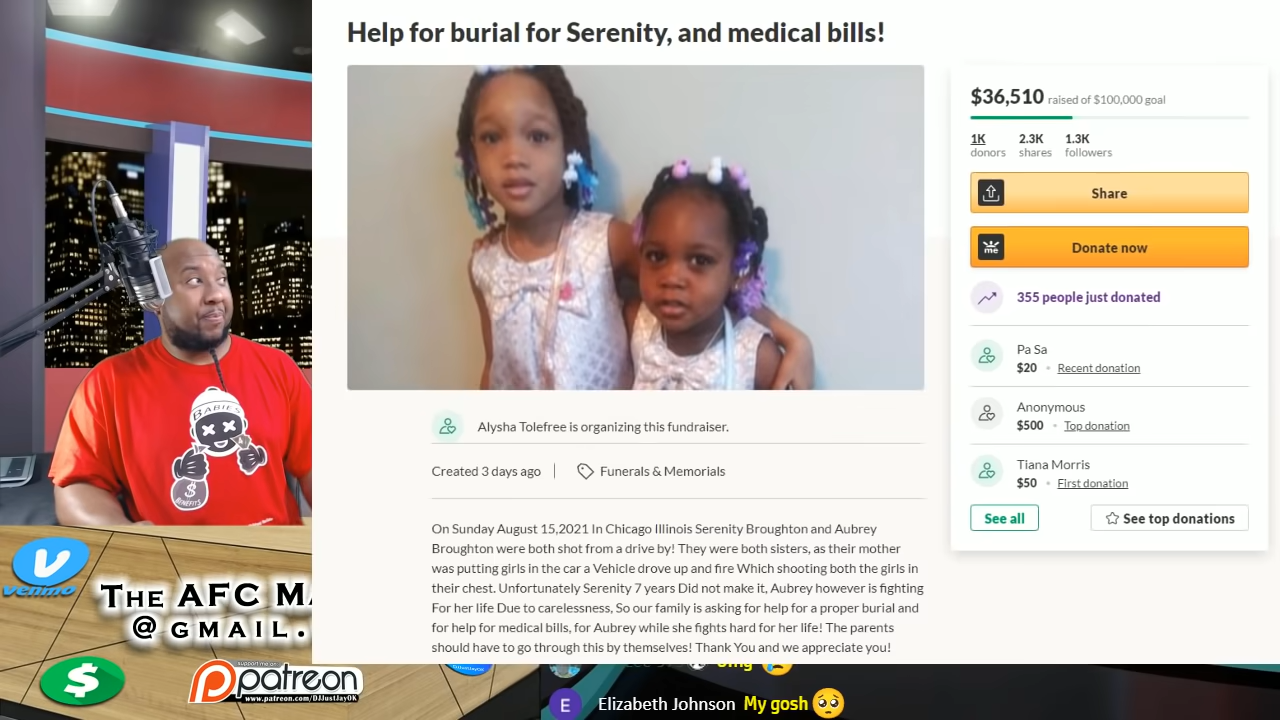 Help for burial for Serenity, and medical bills!
$36,510 raised of $100,000 goal
1K
donors
2.3K
shares
1.3K
followers
Share
me
Donate now
355 people just donated
Pa Sa
$20 • Recent donation
Anonymous
$500 • Top donation
Tiana Morris
$50 • First donation
See all
See top donations
Alysha Tolefree is organizing this fundraiser.
Created 3 days ago
Funerals & Memorials
On Sunday August 15,2021 In Chicago Illinois Serenity Broughton and Aubrey
Broughton were both shot from a drive by! They were both sisters, as their mother
was putting girls in the car a Vehicle drove up and fire Which shooting both the girls in
their chest. Unfortunately Serenity 7 years Did not make it, Aubrey however is fighting
For her life Due to carelessness, So our family is asking for help for a proper burial and
for help for medical bills, for Aubrey while she fights hard for her life! The parents
should have to go through this by themselves! Thank You and we appreciate you!
BABIES
$
BENEFITS
V
venmo
THE AFC MA
@GMAIL.
$
support me on
patreon
www.patreon.com/DJJustJayOK
omg
E
Elizabeth Johnson My gosh